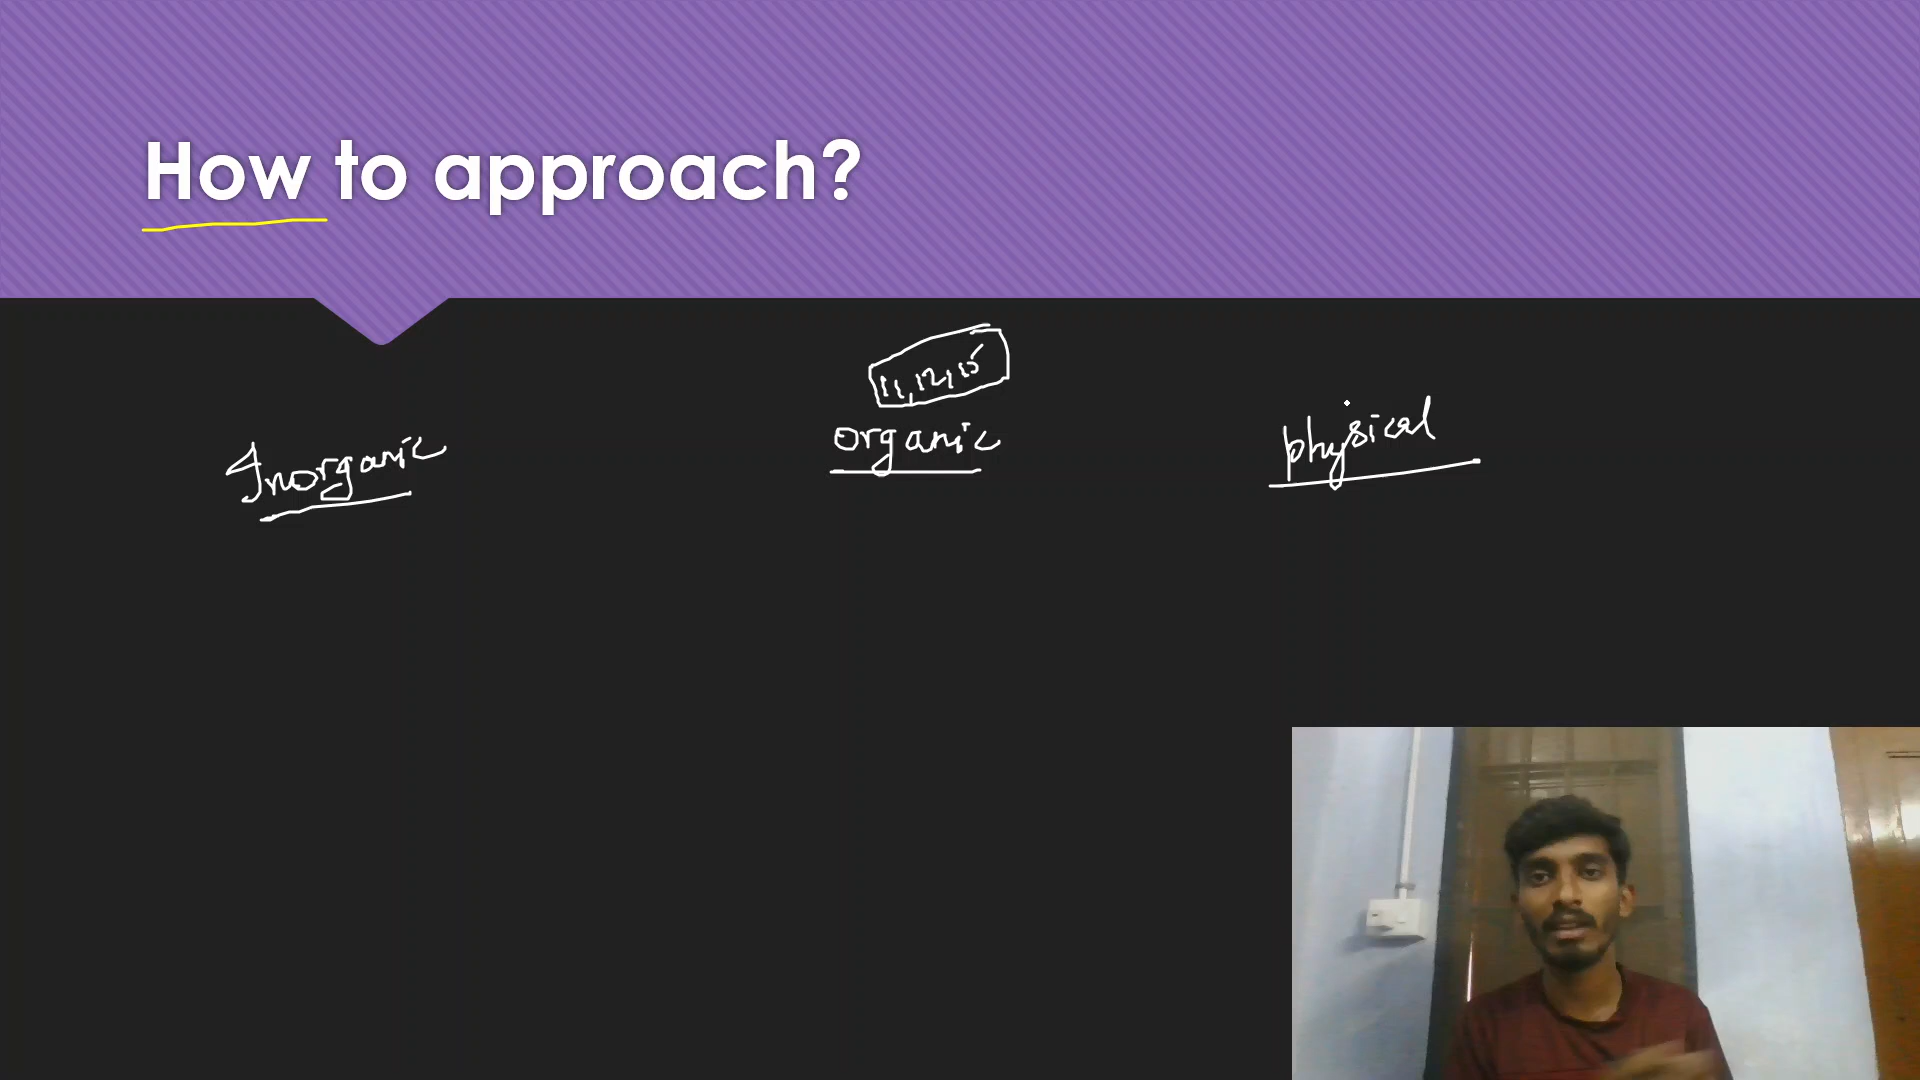 How to approach?
11, 12, 15
Inorganic
organic
physical